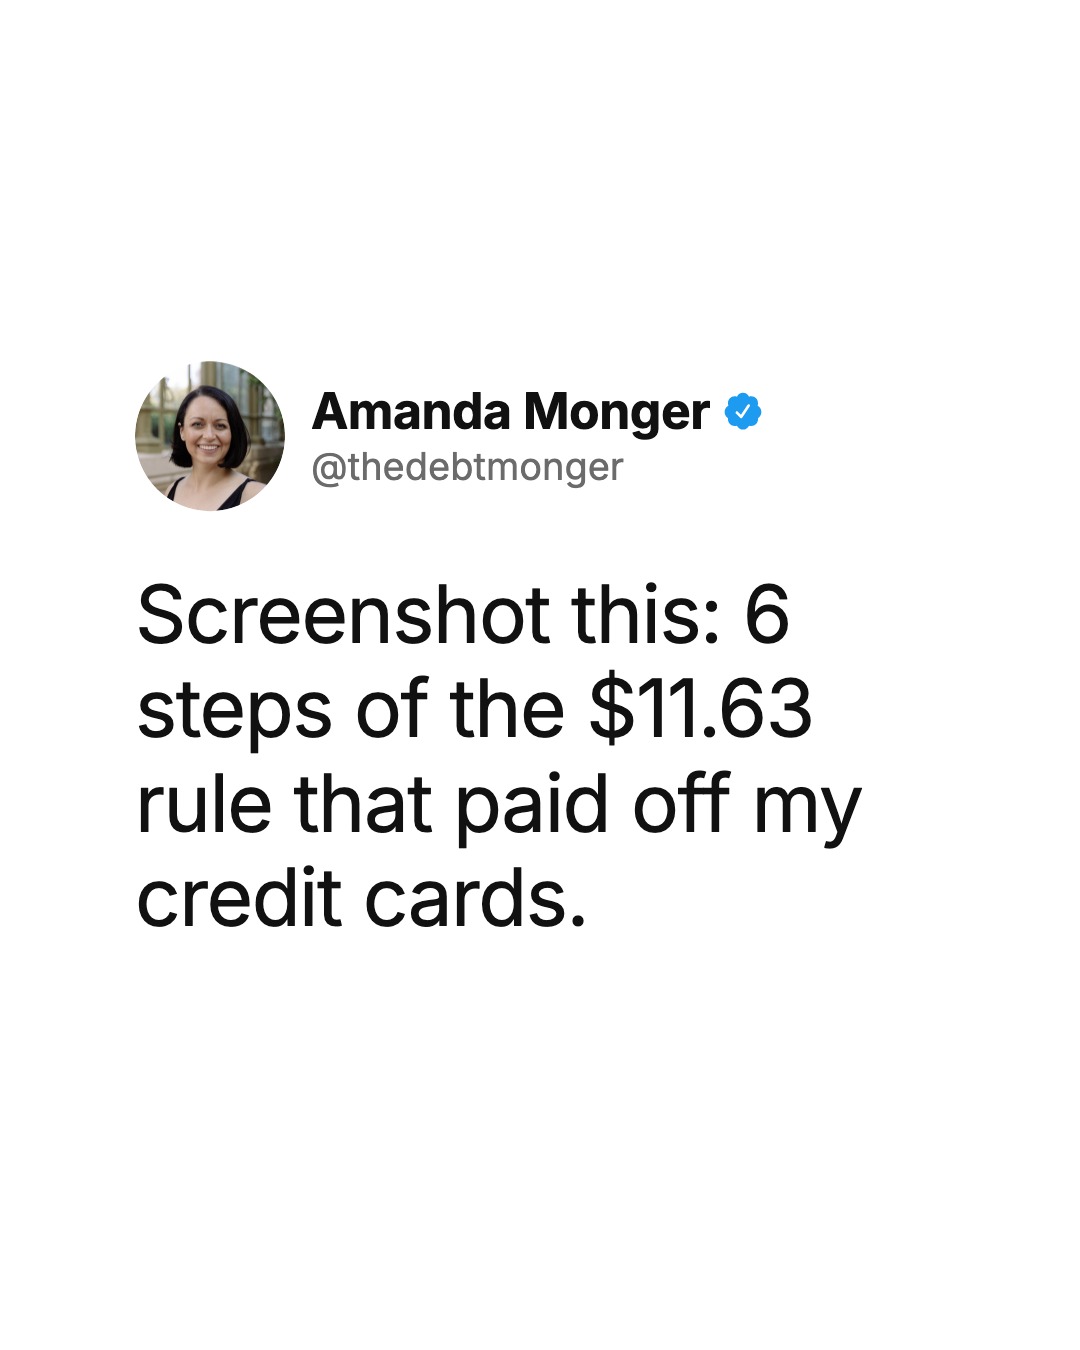 Amanda Monger
@thedebtmonger
Screenshot this: 6
steps of the $11.63
rule that paid off my
credit cards.